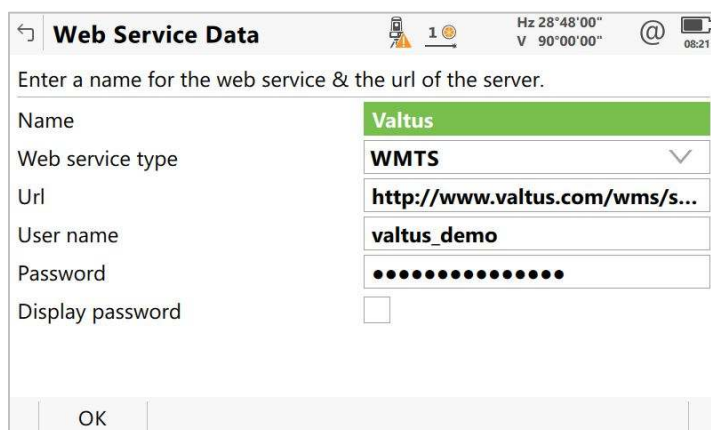 Web Service Data 1 Hz 28°48'00" @
V 90°00'00" 08:21
Enter a name for the web service & the url of the server.
Name Valtus
Web service type WMTS
Url http://www.valtus.com/wms/s...
User name valtus_demo
Password ●●●●●●●●●●●●●●●
Display password
OK